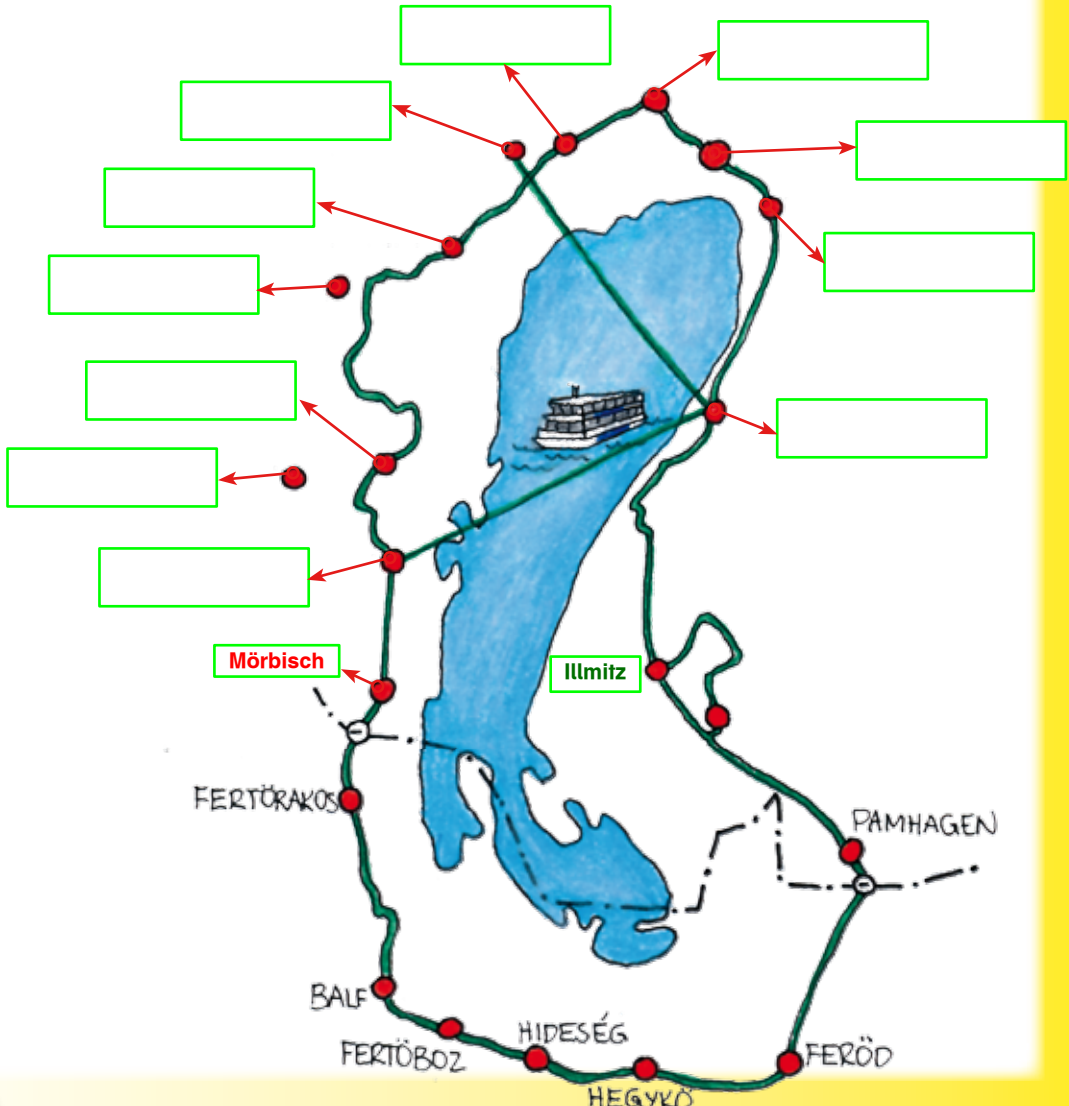 Mörbisch
Illmitz
FERTÖRAKOS
PAMHAGEN
BALF
HIDESÉG
FERTÖBOZ
FERÖD
HEGYKÖ